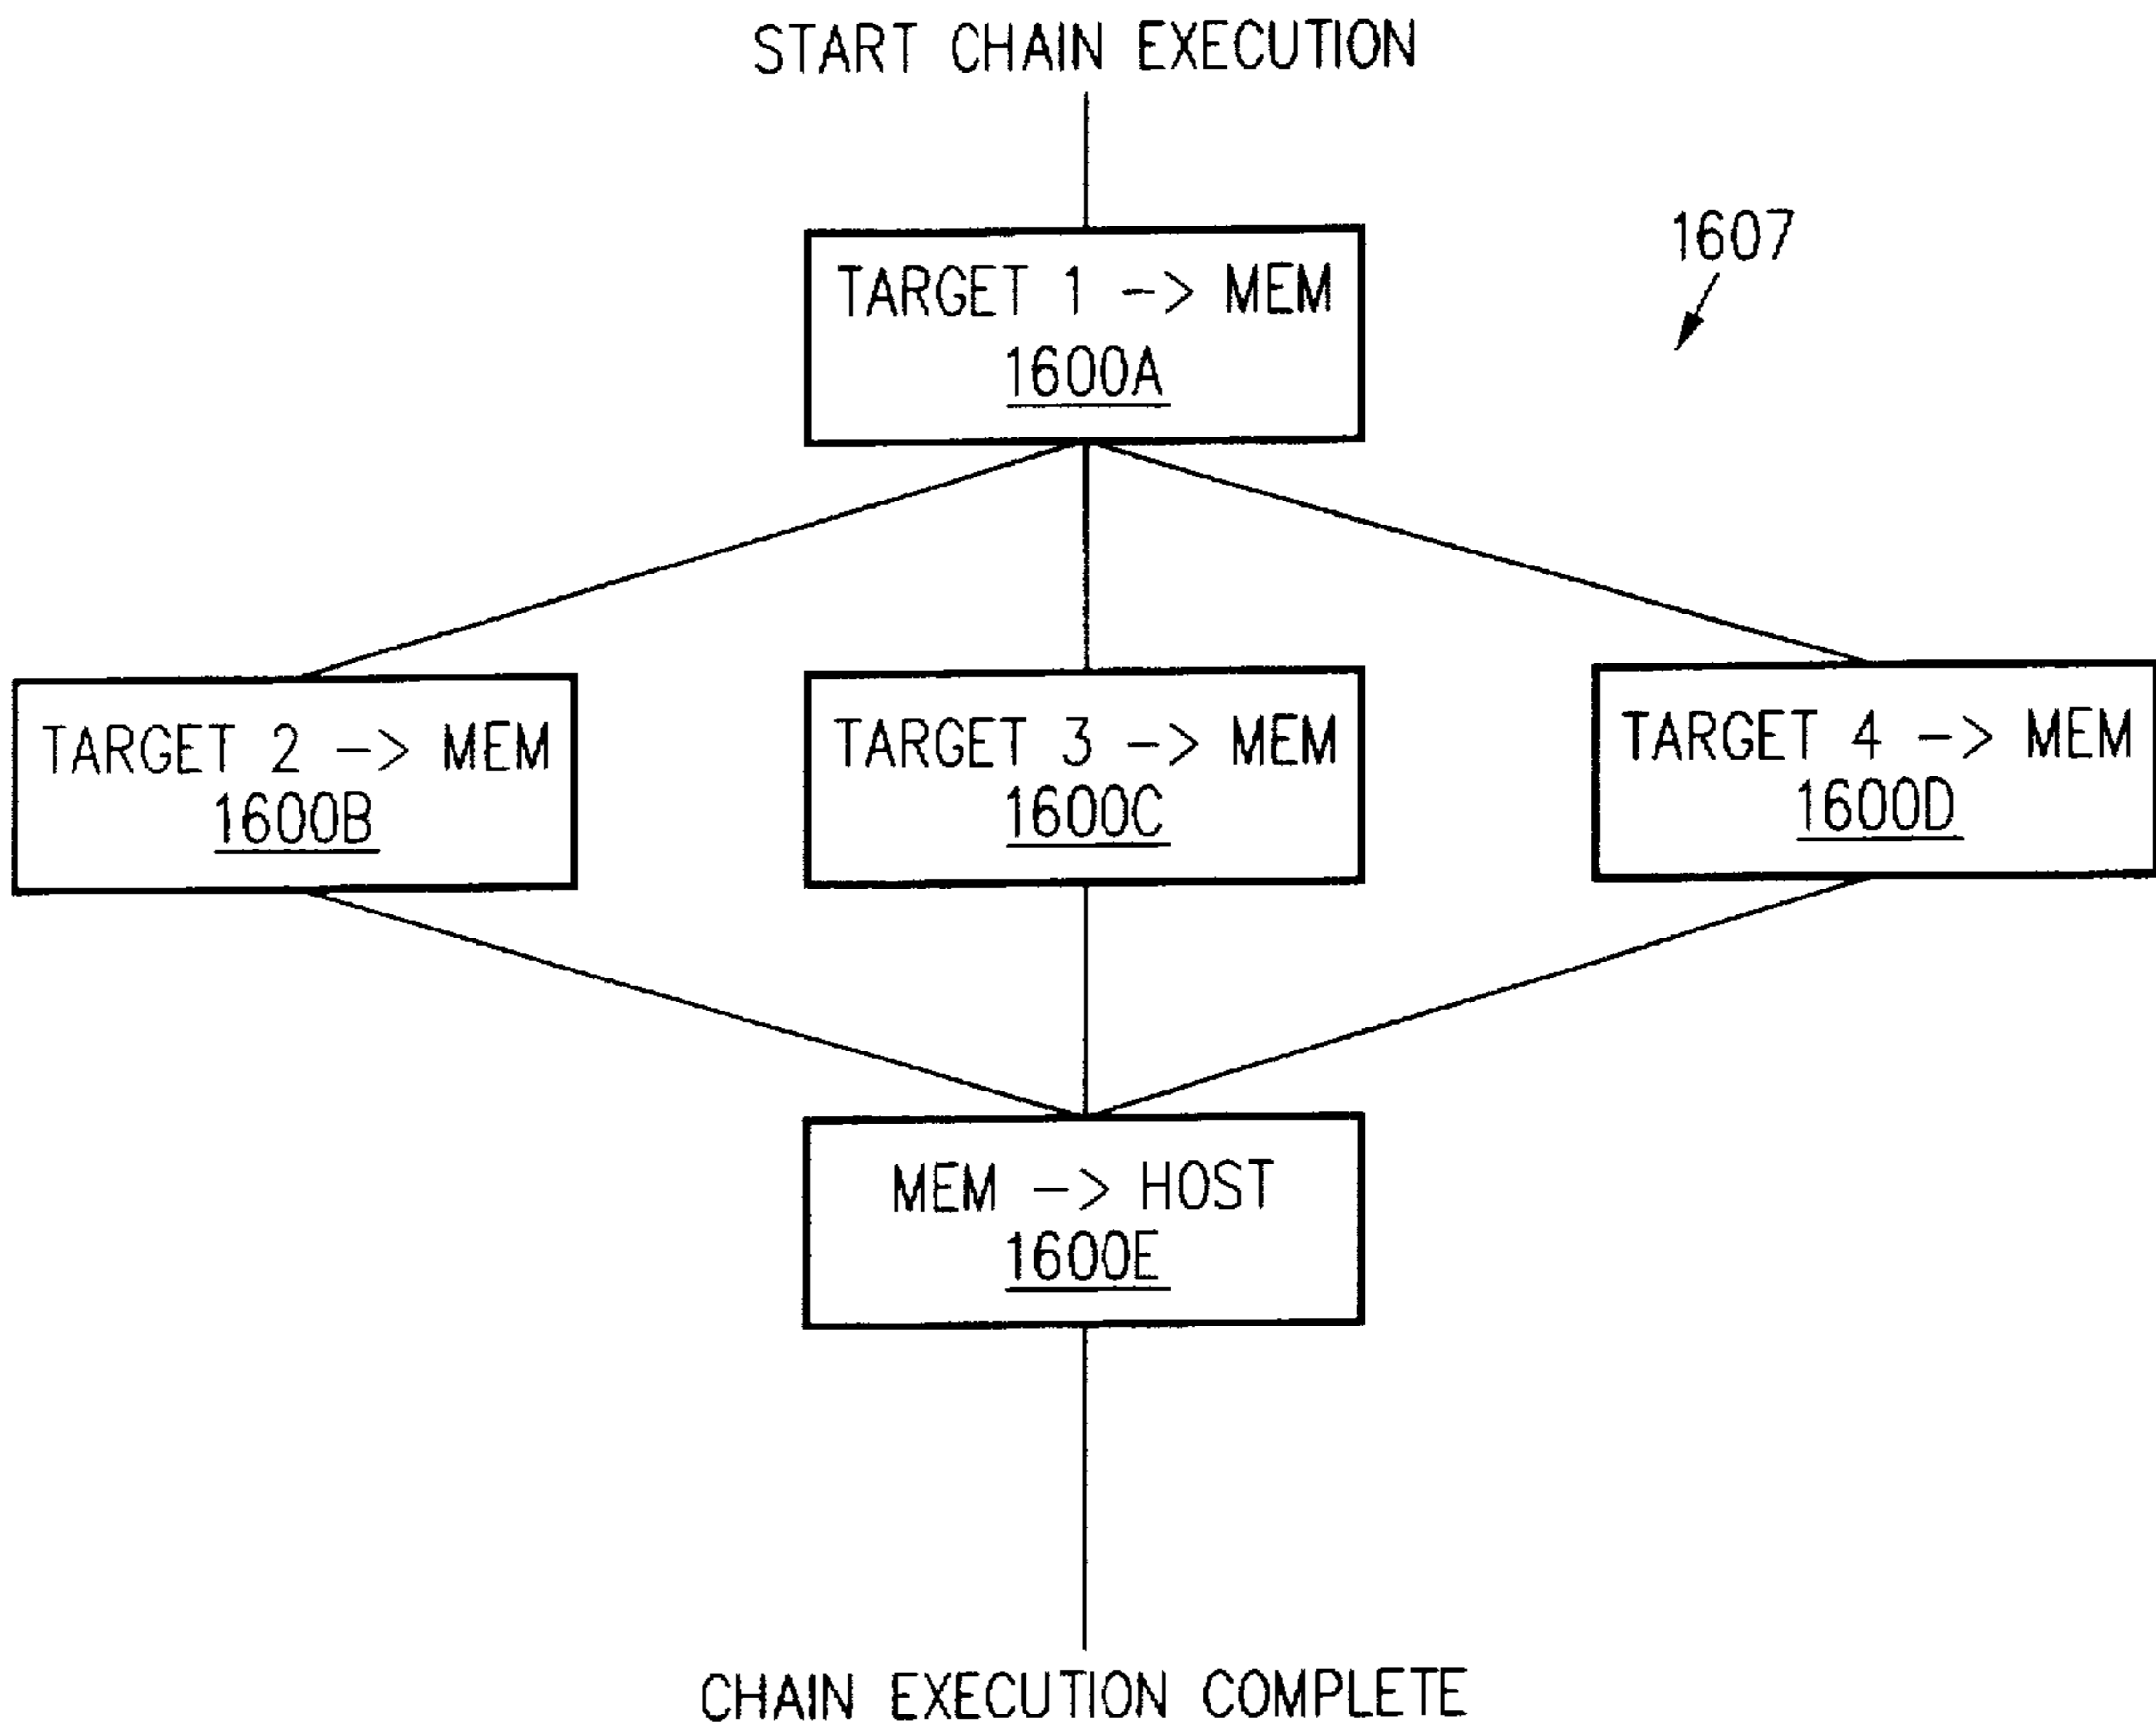 START CHAIN EXECUTION
1607
TARGET 1 -> MEM
1600A
TARGET 2 -> MEM
1600B
TARGET 3 -> MEM
1600C
TARGET 4 -> MEM
1600D
MEM -> HOST
1600E
CHAIN EXECUTION COMPLETE